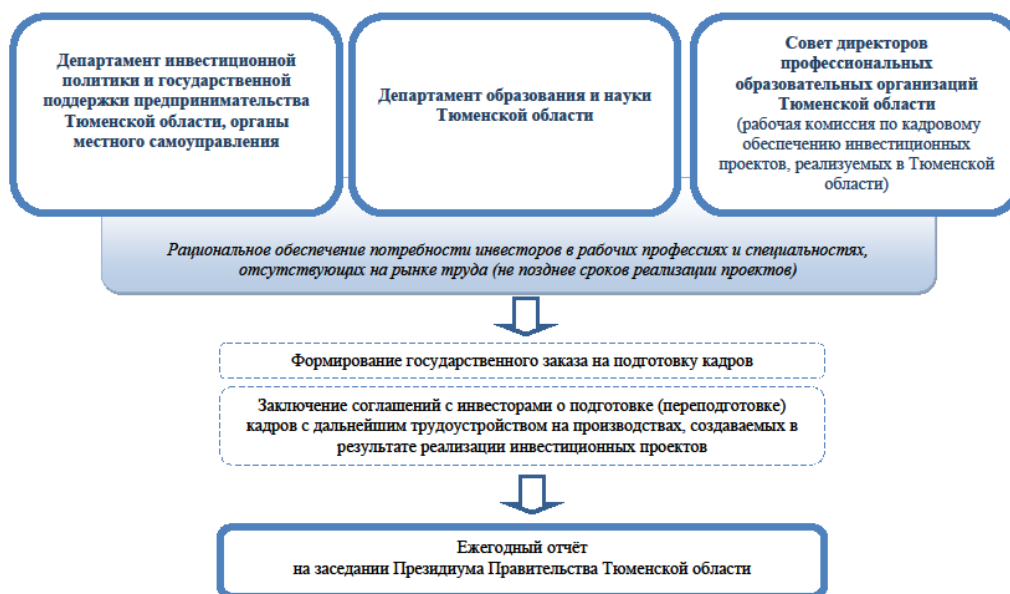 Департамент инвестиционной
политики и государственной
поддержки предпринимательства
Тюменской области, органы
местного самоуправления
Департамент образования и науки
Тюменской области
Совет директоров
профессиональных
образовательных организаций
Тюменской области
(рабочая комиссия по кадровому
обеспечению инвестиционных
проектов, реализуемых в Тюменской
области)
Рациональное обеспечение потребности инвесторов в рабочих профессиях и специальностях,
отсутствующих на рынке труда (не позднее сроков реализации проектов)
Формирование государственного заказа на подготовку кадров
Заключение соглашений с инвесторами о подготовке (переподготовке)
кадров с дальнейшим трудоустройством на производствах, создаваемых в
результате реализации инвестиционных проектов
Ежегодный отчёт
на заседании Президиума Правительства Тюменской области